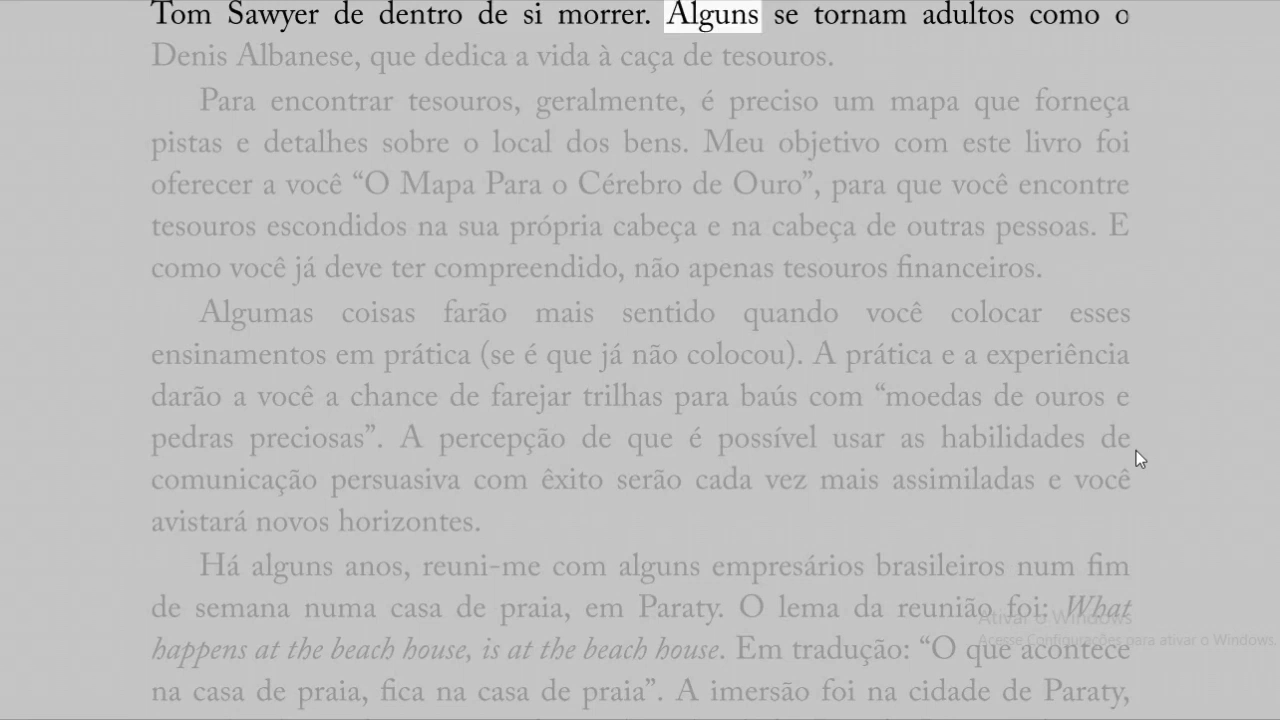 Tom Sawyer de dentro de si morrer. Alguns se tornam adultos como o
Denis Albanese, que dedica a vida à caça de tesouros.
Para encontrar tesouros, geralmente, é preciso um mapa que forneça
pistas e detalhes sobre o local dos bens. Meu objetivo com este livro foi
oferecer a você “O Mapa Para o Cérebro de Ouro”, para que você encontre
tesouros escondidos na sua própria cabeça e na cabeça de outras pessoas. E
como você já deve ter compreendido, não apenas tesouros financeiros.
Algumas coisas farão mais sentido quando você colocar esses
ensinamentos em prática (se é que já não colocou). A prática e a experiência
darão a você a chance de farejar trilhas para baús com “moedas de ouros e
pedras preciosas”. A percepção de que é possível usar as habilidades de
comunicação persuasiva com êxito serão cada vez mais assimiladas e você
avistará novos horizontes.
Há alguns anos, reuni-me com alguns empresários brasileiros num fim
de semana numa casa de praia, em Paraty. O lema da reunião foi: What
happens at the beach house, is at the beach house. Em tradução: “O que acontece
na casa de praia, fica na casa de praia”. A imersão foi na cidade de Paraty,
Ativar o Windows
Acesse Configurações para ativar o Windows.